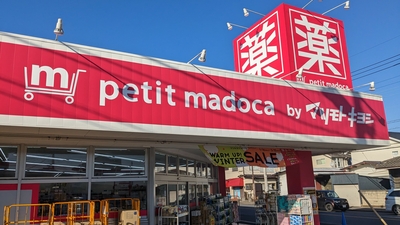 薬 薬
m petit madoca
m petit madoca by マツモトキヨシ
WARM UP!
WINTER SALE